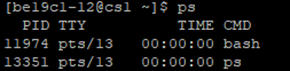 [be19c1-12@csl ~]$ ps
PID TTY TIME CMD
11974 pts/13 00:00:00 bash
13351 pts/13 00:00:00 ps